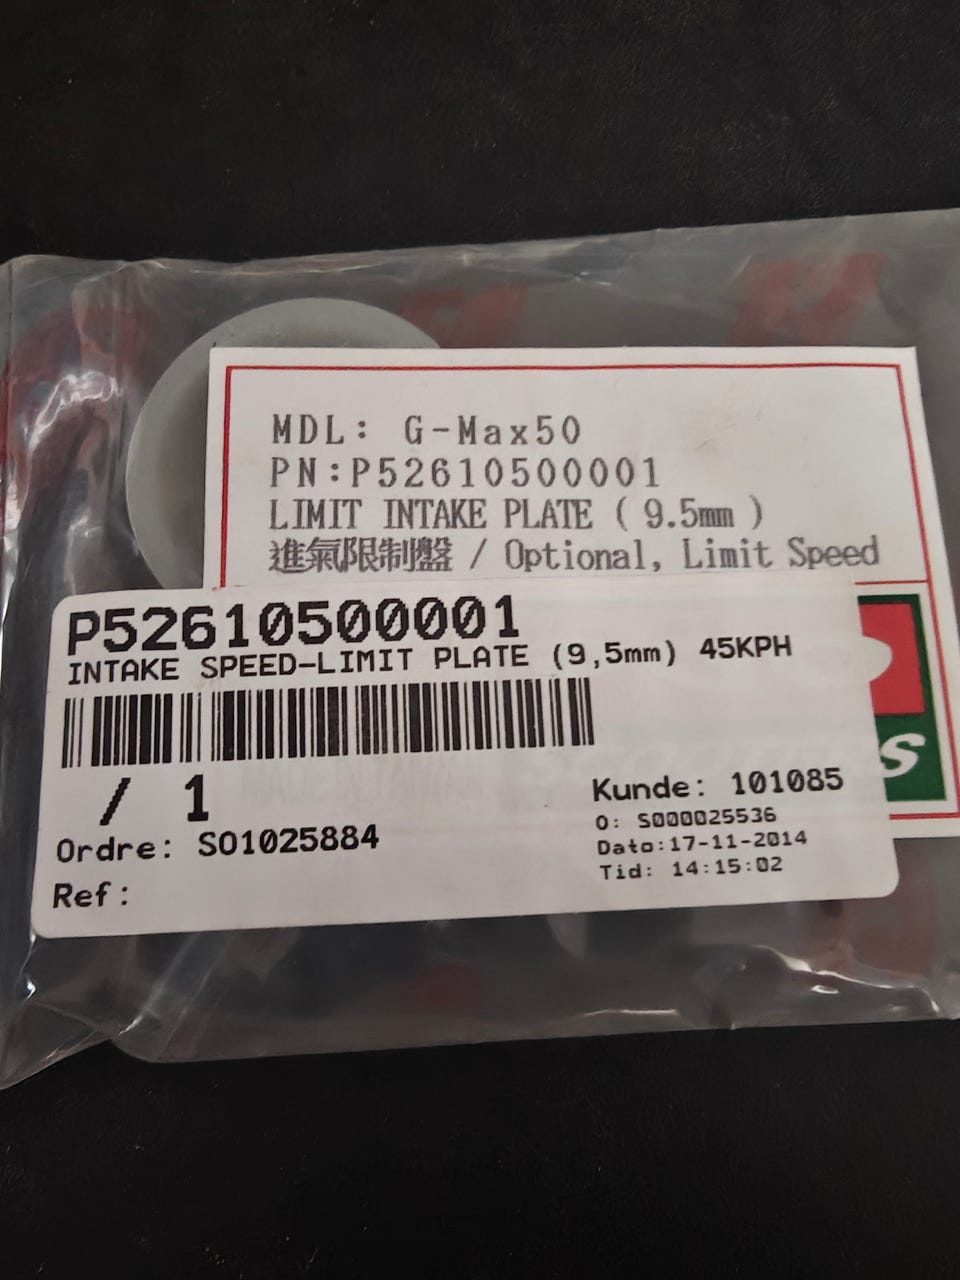 MDL: G-Max50
PN:P52610500001
LIMIT INTAKE PLATE ( 9.5mm )
進氣限制盤 / Optional, Limit Speed
P52610500001
INTAKE SPEED-LIMIT PLATE (9,5mm) 45KPH
/ 1
Ordre: SO1025884
Ref:
Kunde: 101085
O: S000025536
Dato:17-11-2014
Tid: 14:15:02